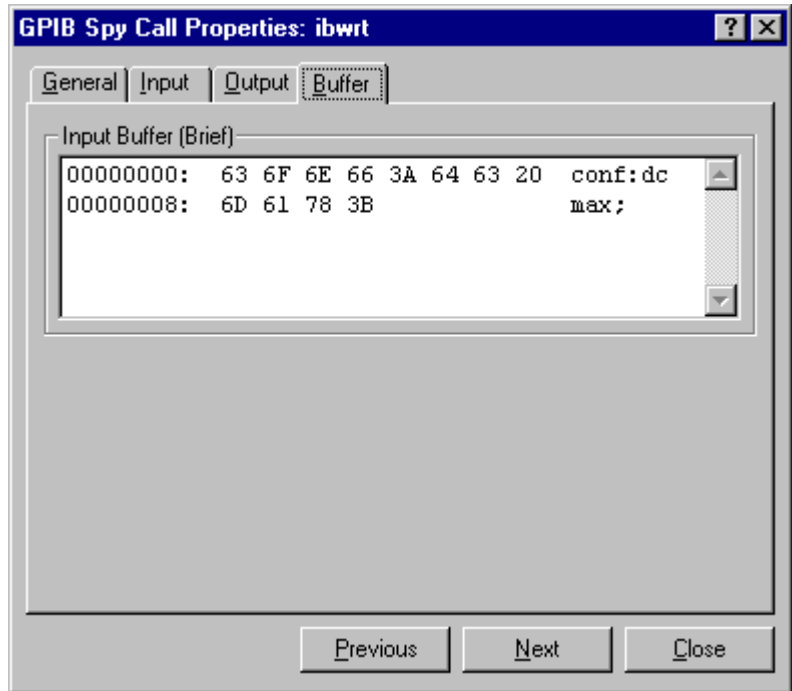 GPIB Spy Call Properties: ibwrt
General Input Output Buffer
Input Buffer (Brief)
00000000: 63 6F 6E 66 3A 64 63 20 conf:dc
00000008: 6D 61 78 3B max;
Previous Next Close